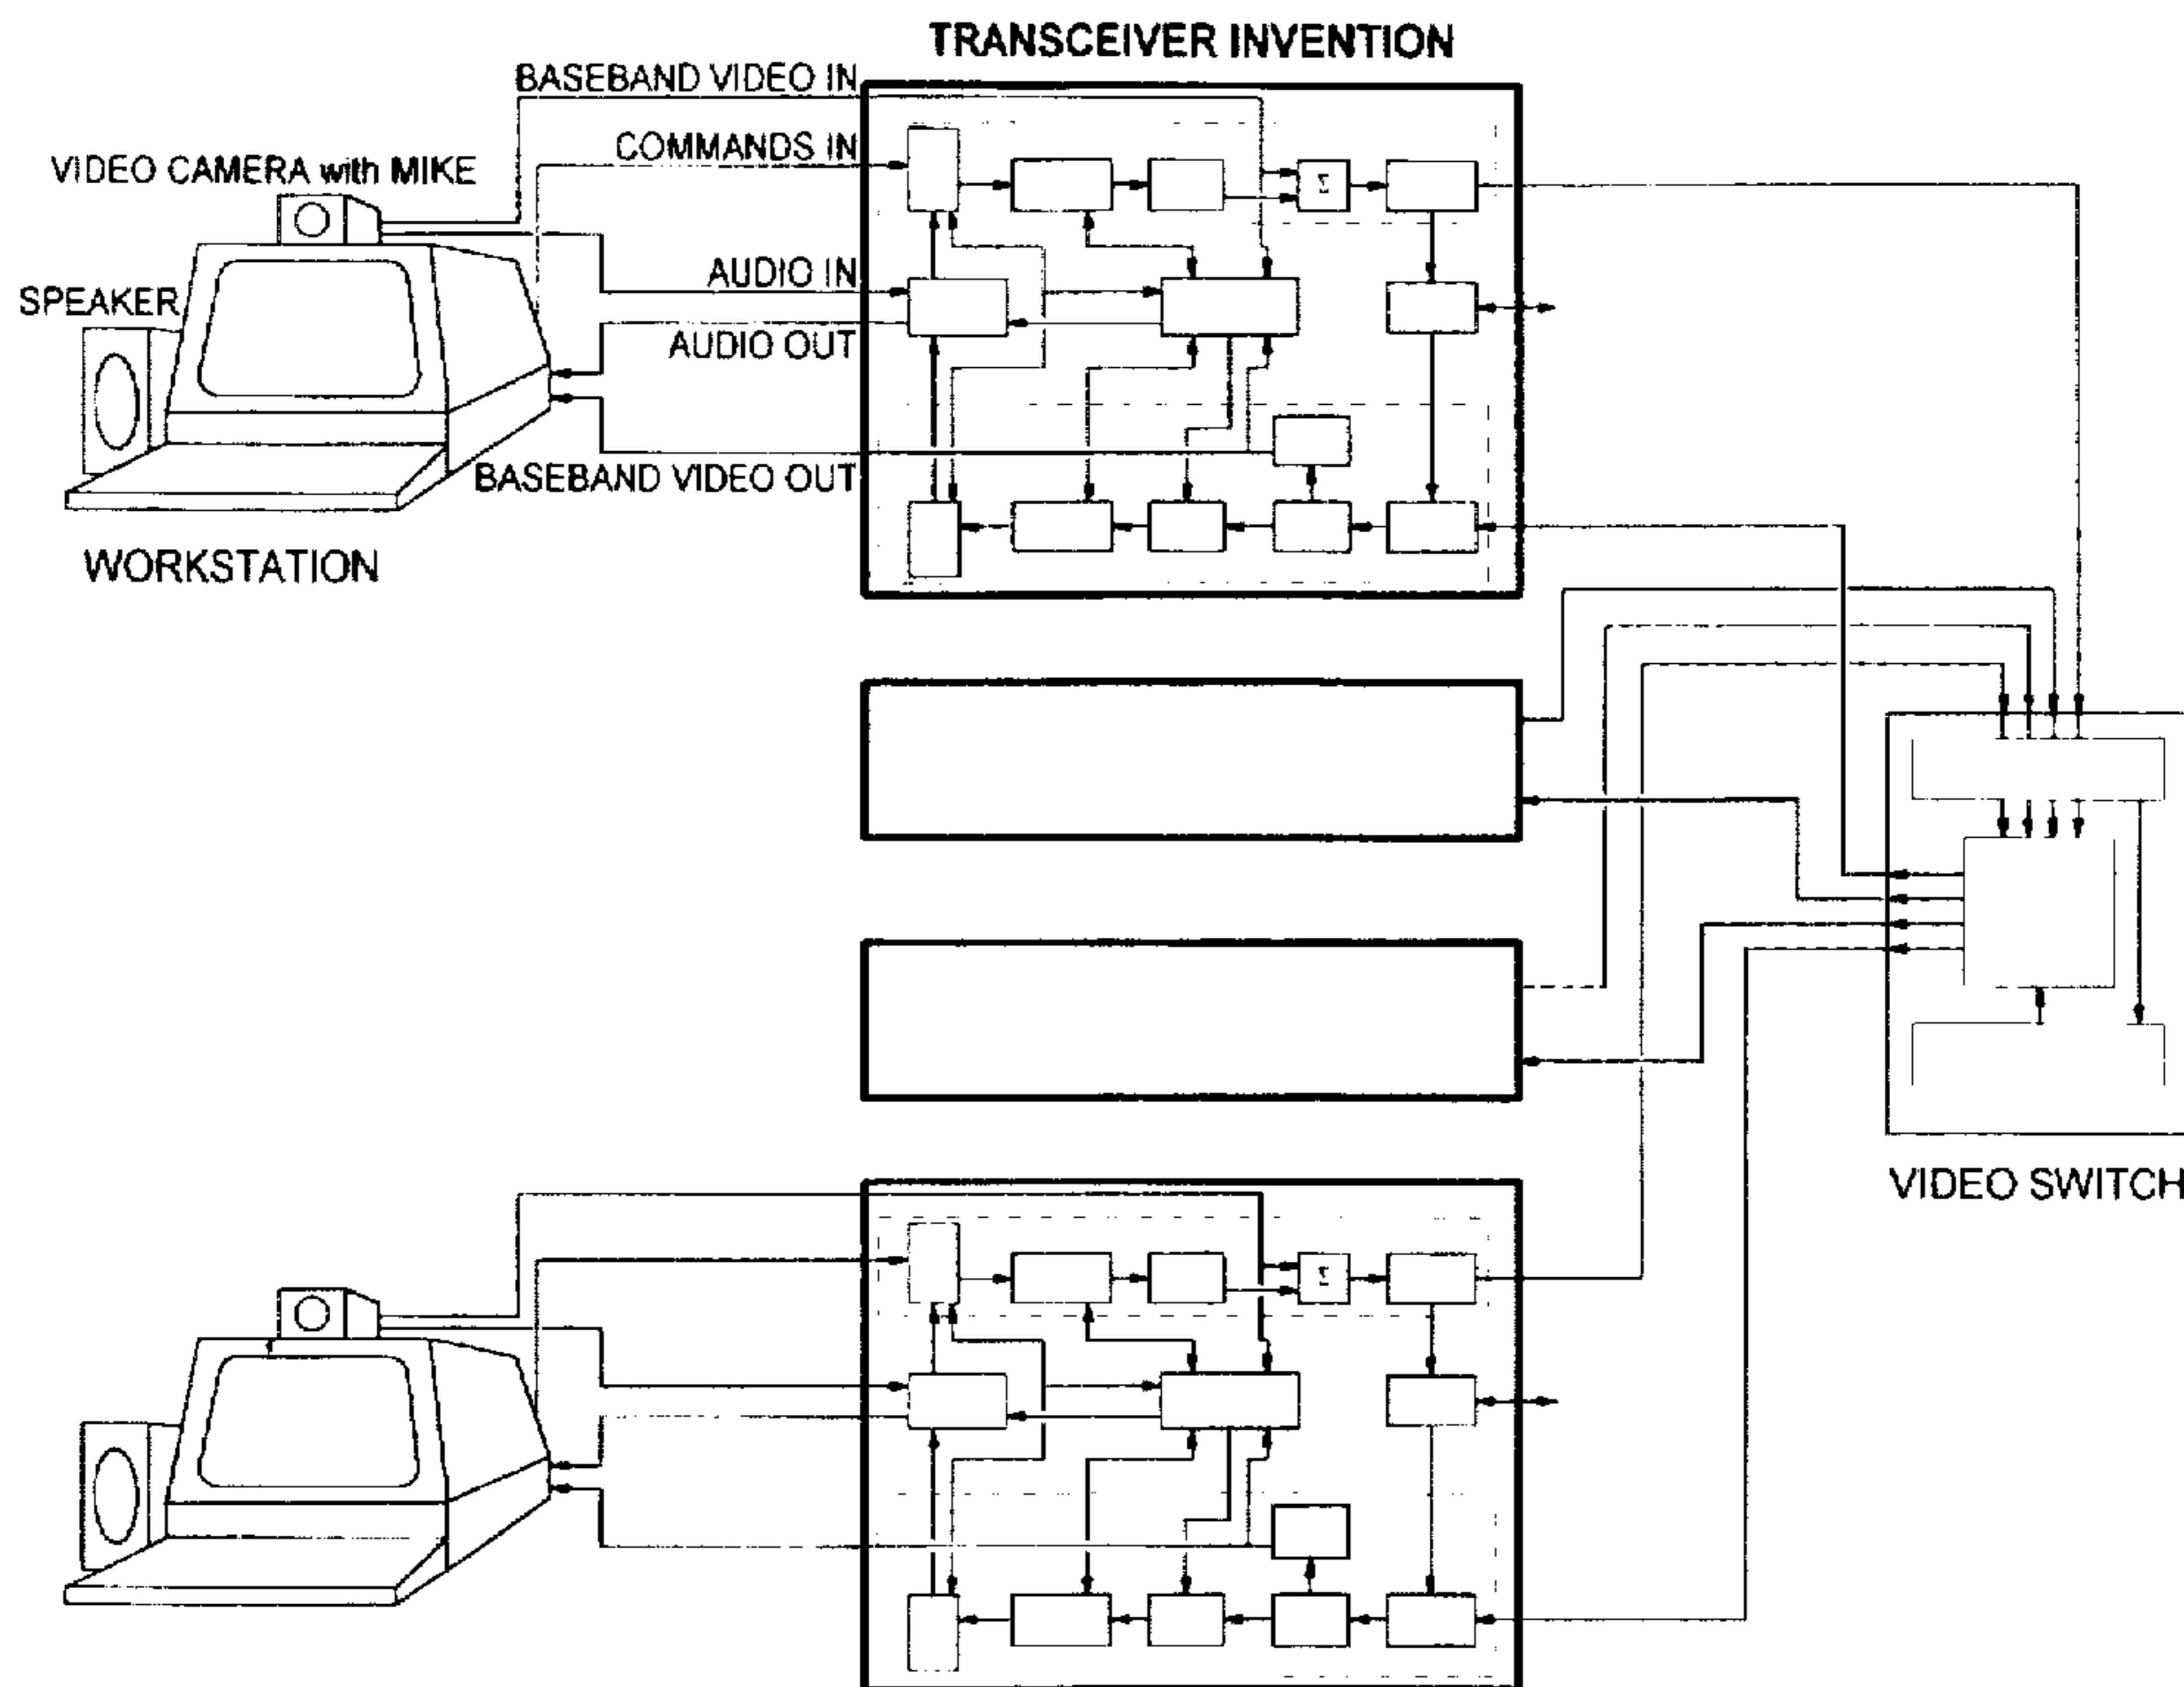 TRANSCEIVER INVENTION
BASEBAND VIDEO IN
COMMANDS IN
VIDEO CAMERA with MIKE
AUDIO IN
SPEAKER
AUDIO OUT
BASEBAND VIDEO OUT
WORKSTATION
Σ
VIDEO SWITCH
Σ